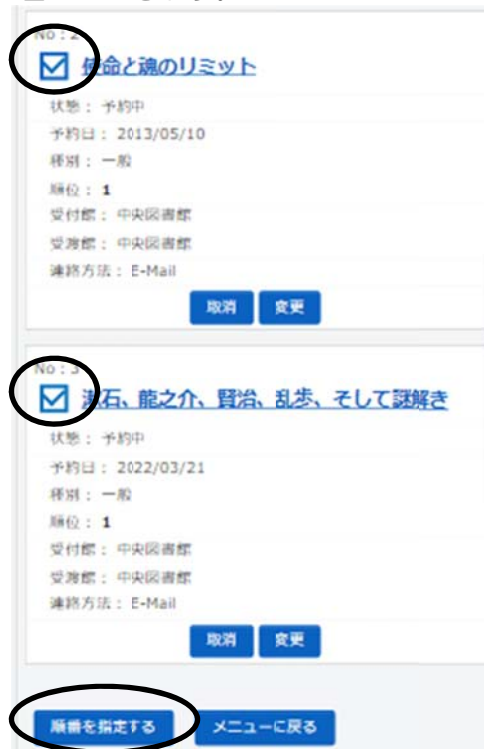 No：2
使命と魂のリミット
状態： 予約中
予約日： 2013/05/10
種別： 一般
順位： 1
受付館： 中央図書館
受渡館： 中央図書館
連絡方法： E-Mail
取消 変更
No：3
漱石、龍之介、賢治、乱歩、そして謎解き
状態： 予約中
予約日： 2022/03/21
種別： 一般
順位： 1
受付館： 中央図書館
受渡館： 中央図書館
連絡方法： E-Mail
取消 変更
順番を指定する メニューに戻る